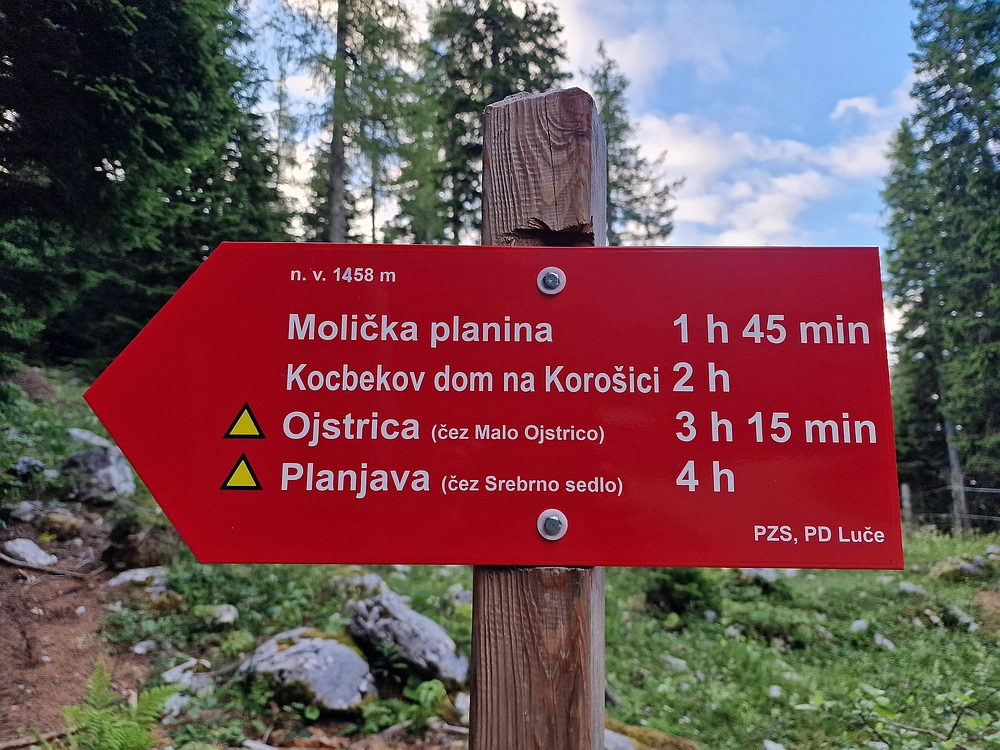 n. v. 1458 m
Molička planina 1 h 45 min
Kocbekov dom na Korošici 2 h
Ojstrica (čez Malo Ojstrico) 3 h 15 min
Planjava (čez Srebrno sedlo) 4 h
PZS, PD Luče